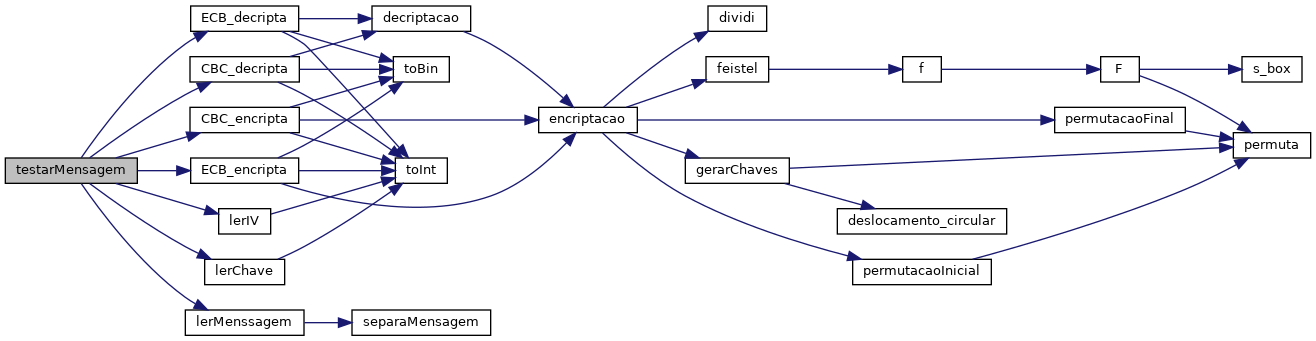 ECB_decripta
decriptacao
dividi
CBC_decripta
toBin
feistel
f
F
s_box
CBC_encripta
encriptacao
permutacaoFinal
permuta
testarMensagem
ECB_encripta
toInt
gerarChaves
lerIV
deslocamento_circular
lerChave
permutacaoInicial
lerMenssagem
separaMensagem